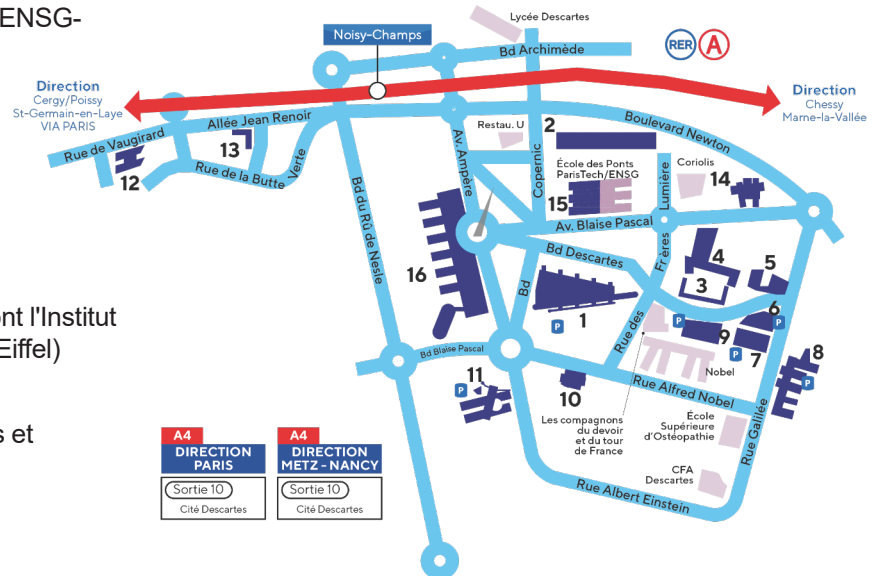 ENSG-
Lycée Descartes
Noisy-Champs
Bd Archimède
RER A
Direction
Cergy/Poissy
St-Germain-en-Laye
VIA PARIS
Direction
Chessy
Marne-la-Vallée
Allée Jean Renoir
Rue de Vaugirard
13
12
Rue de la Butte Verte
Av. Ampère
Restau. U
Copernic
2
Boulevard Newton
École des Ponts
ParisTech/ENSG
Lumière
Coriolis
14
15
Av. Blaise Pascal
Bd du Rû de Nesle
16
Bd Descartes
Frères
4
3
5
nt l'Institut
Eiffel)
Bd
1
P
Rue des
P
9
6
P
7
P
8
P
Bd Blaise Pascal
Nobel
11
P
10
Rue Alfred Nobel
Rue Galilée
s et
Les compagnons
du devoir
et du tour
de France
École
Supérieure
d'Ostéopathie
CFA
Descartes
Rue Albert Einstein
A4
DIRECTION
PARIS
Sortie 10
Cité Descartes
A4
DIRECTION
METZ - NANCY
Sortie 10
Cité Descartes